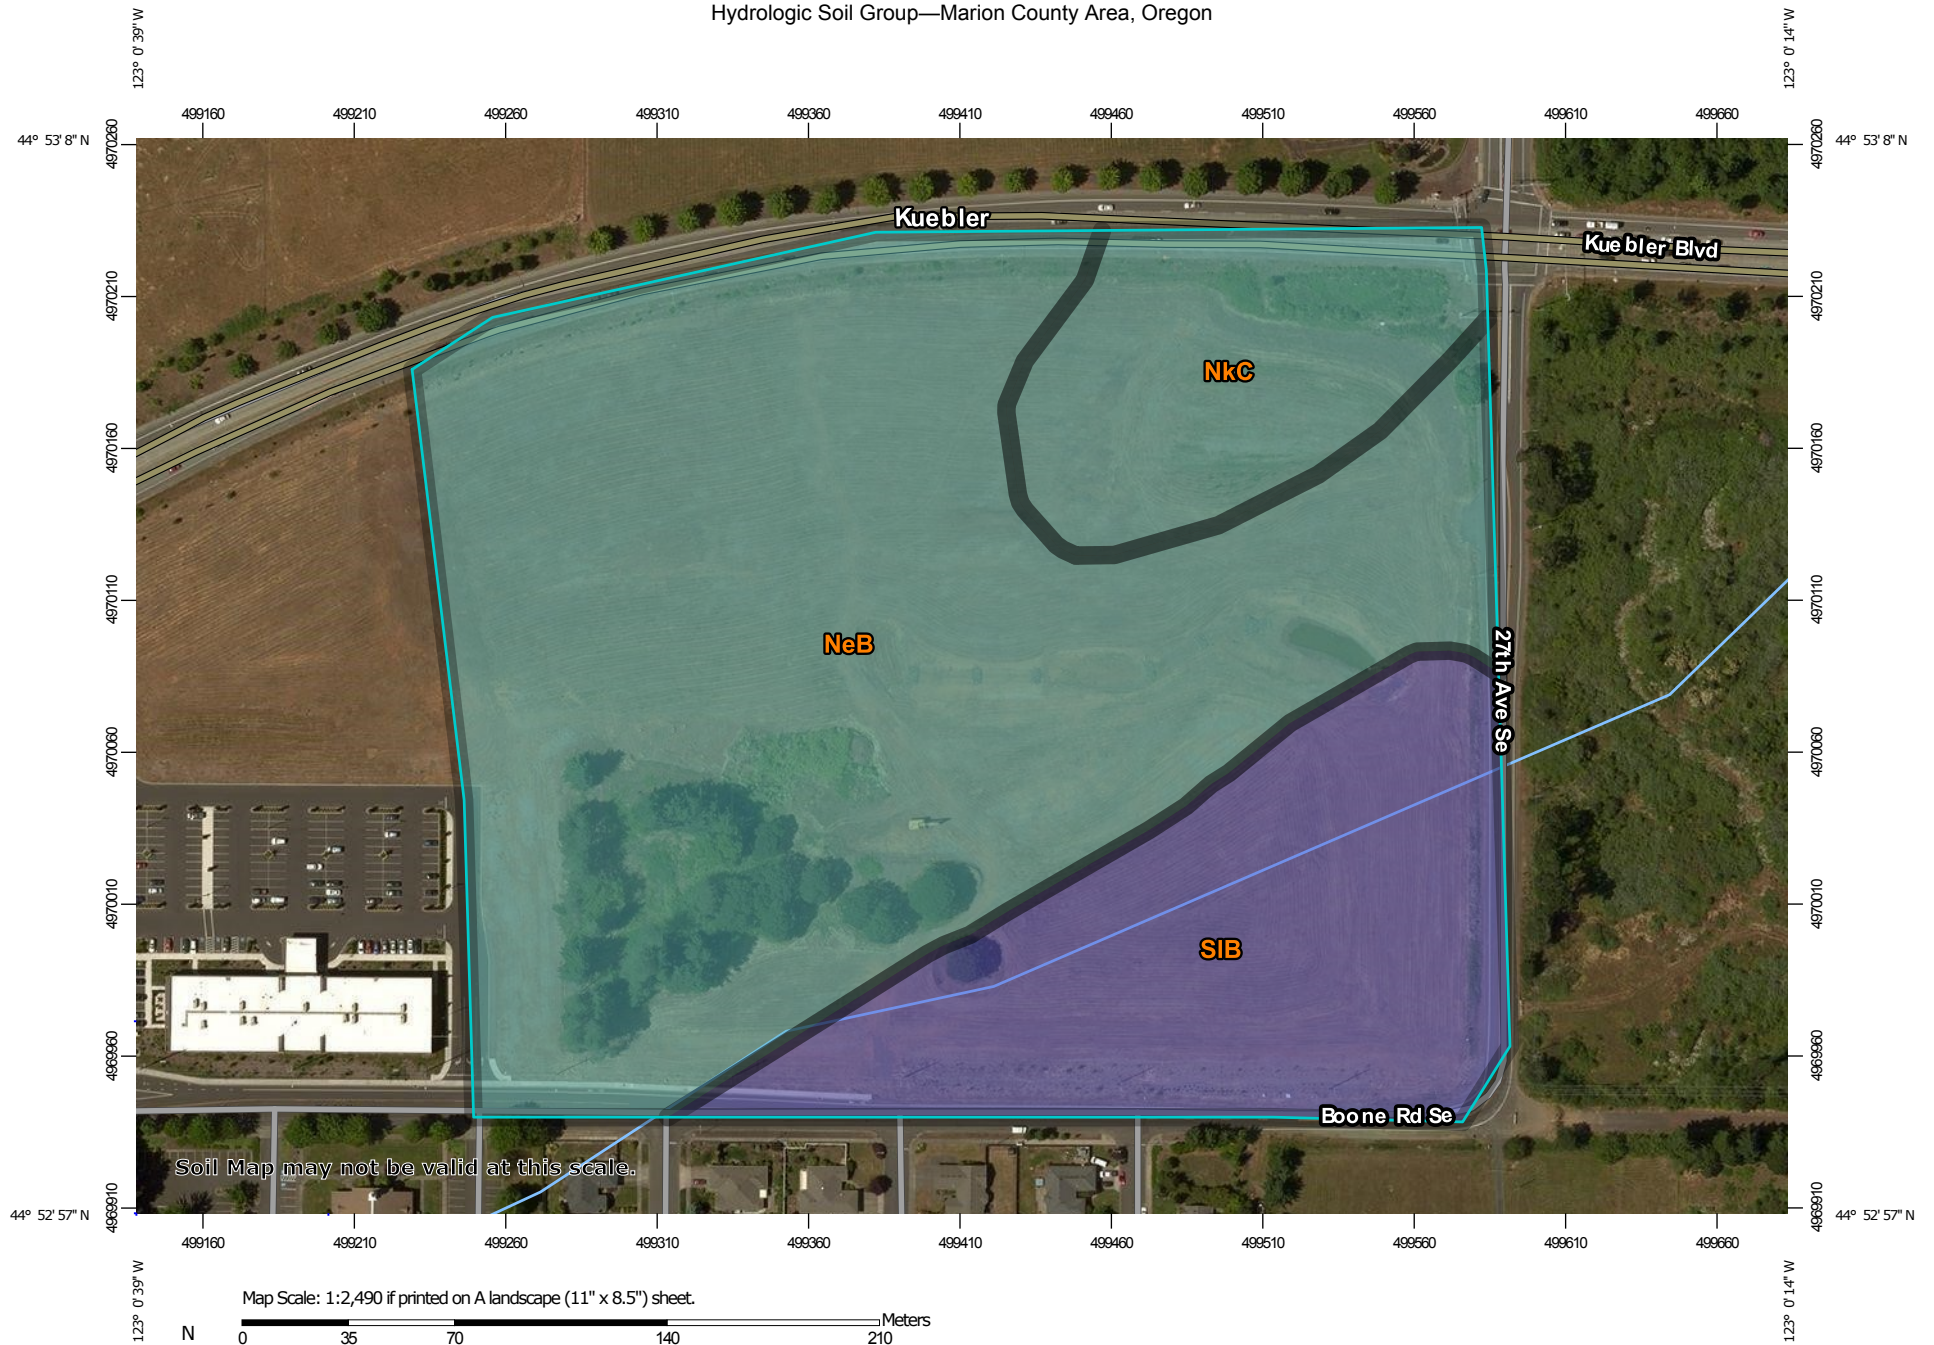 Hydrologic Soil Group—Marion County Area, Oregon
123° 0' 39" W
123° 0' 14" W
499160 499210 499260 499310 499360 499410 499460 499510 499560 499610 499660
44° 53' 8" N
44° 53' 8" N
4970260
4970260
Kuebler
Kuebler Blvd
4970210
4970210
NkC
4970160
4970160
4970110
4970110
NeB
27th Ave Se
4970060
4970060
4970010
4970010
SlB
4969960
4969960
Boone Rd Se
Soil Map may not be valid at this scale.
4969910
4969910
44° 52' 57" N
44° 52' 57" N
499160 499210 499260 499310 499360 499410 499460 499510 499560 499610 499660
123° 0' 39" W
123° 0' 14" W
Map Scale: 1:2,490 if printed on A landscape (11" x 8.5") sheet.
Meters
N
0 35 70 140 210